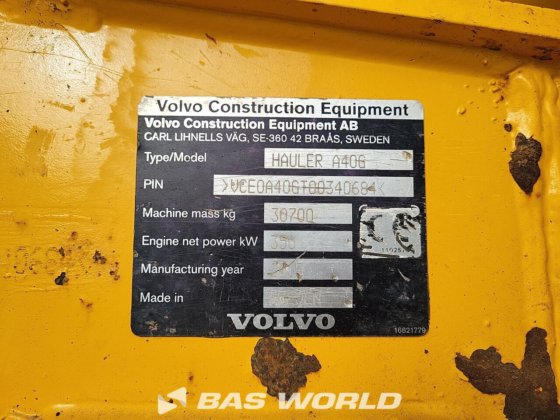 Volvo Construction Equipment
Volvo Construction Equipment AB
CARL LIHNELLS VÄG, SE-360 42 BRAÅS, SWEDEN
Type/Model HAULER A40G
PIN >VCE0A40GT00340684<
Machine mass kg 30700
Engine net power kW
Manufacturing year
Made in
VOLVO
16821779
BAS WORLD